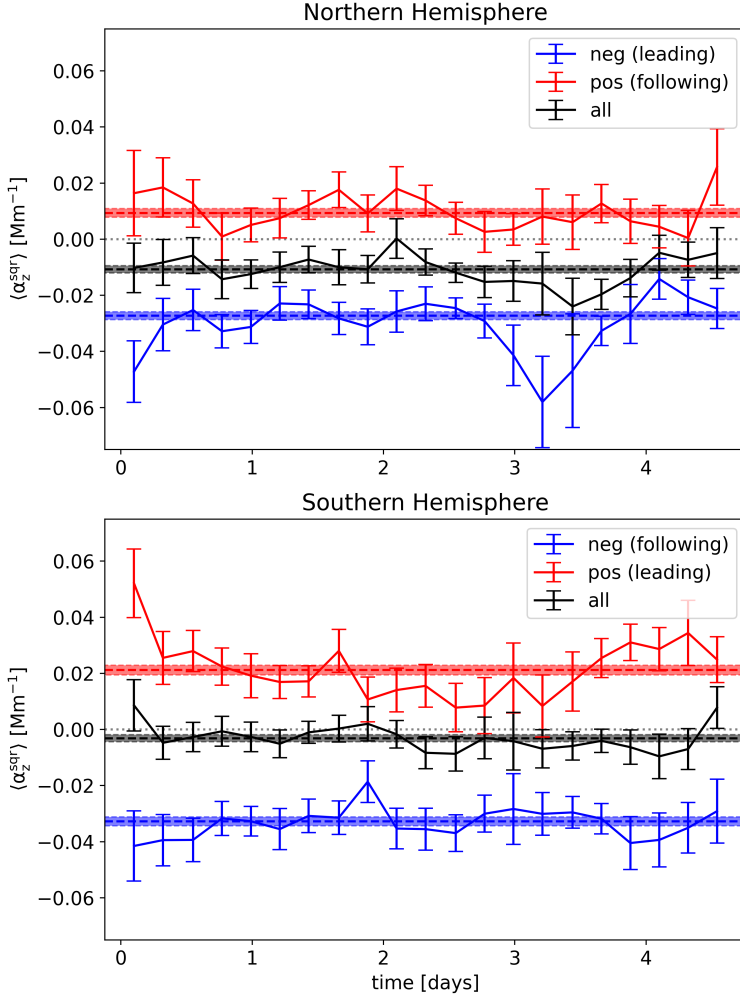 Northern Hemisphere
neg (leading)
pos (following)
all
⟨α_z^sqr⟩ [Mm⁻¹]
0.06
0.04
0.02
0.00
−0.02
−0.04
−0.06
0 1 2 3 4
Southern Hemisphere
neg (following)
pos (leading)
all
⟨α_z^sqr⟩ [Mm⁻¹]
0.06
0.04
0.02
0.00
−0.02
−0.04
−0.06
0 1 2 3 4
time [days]